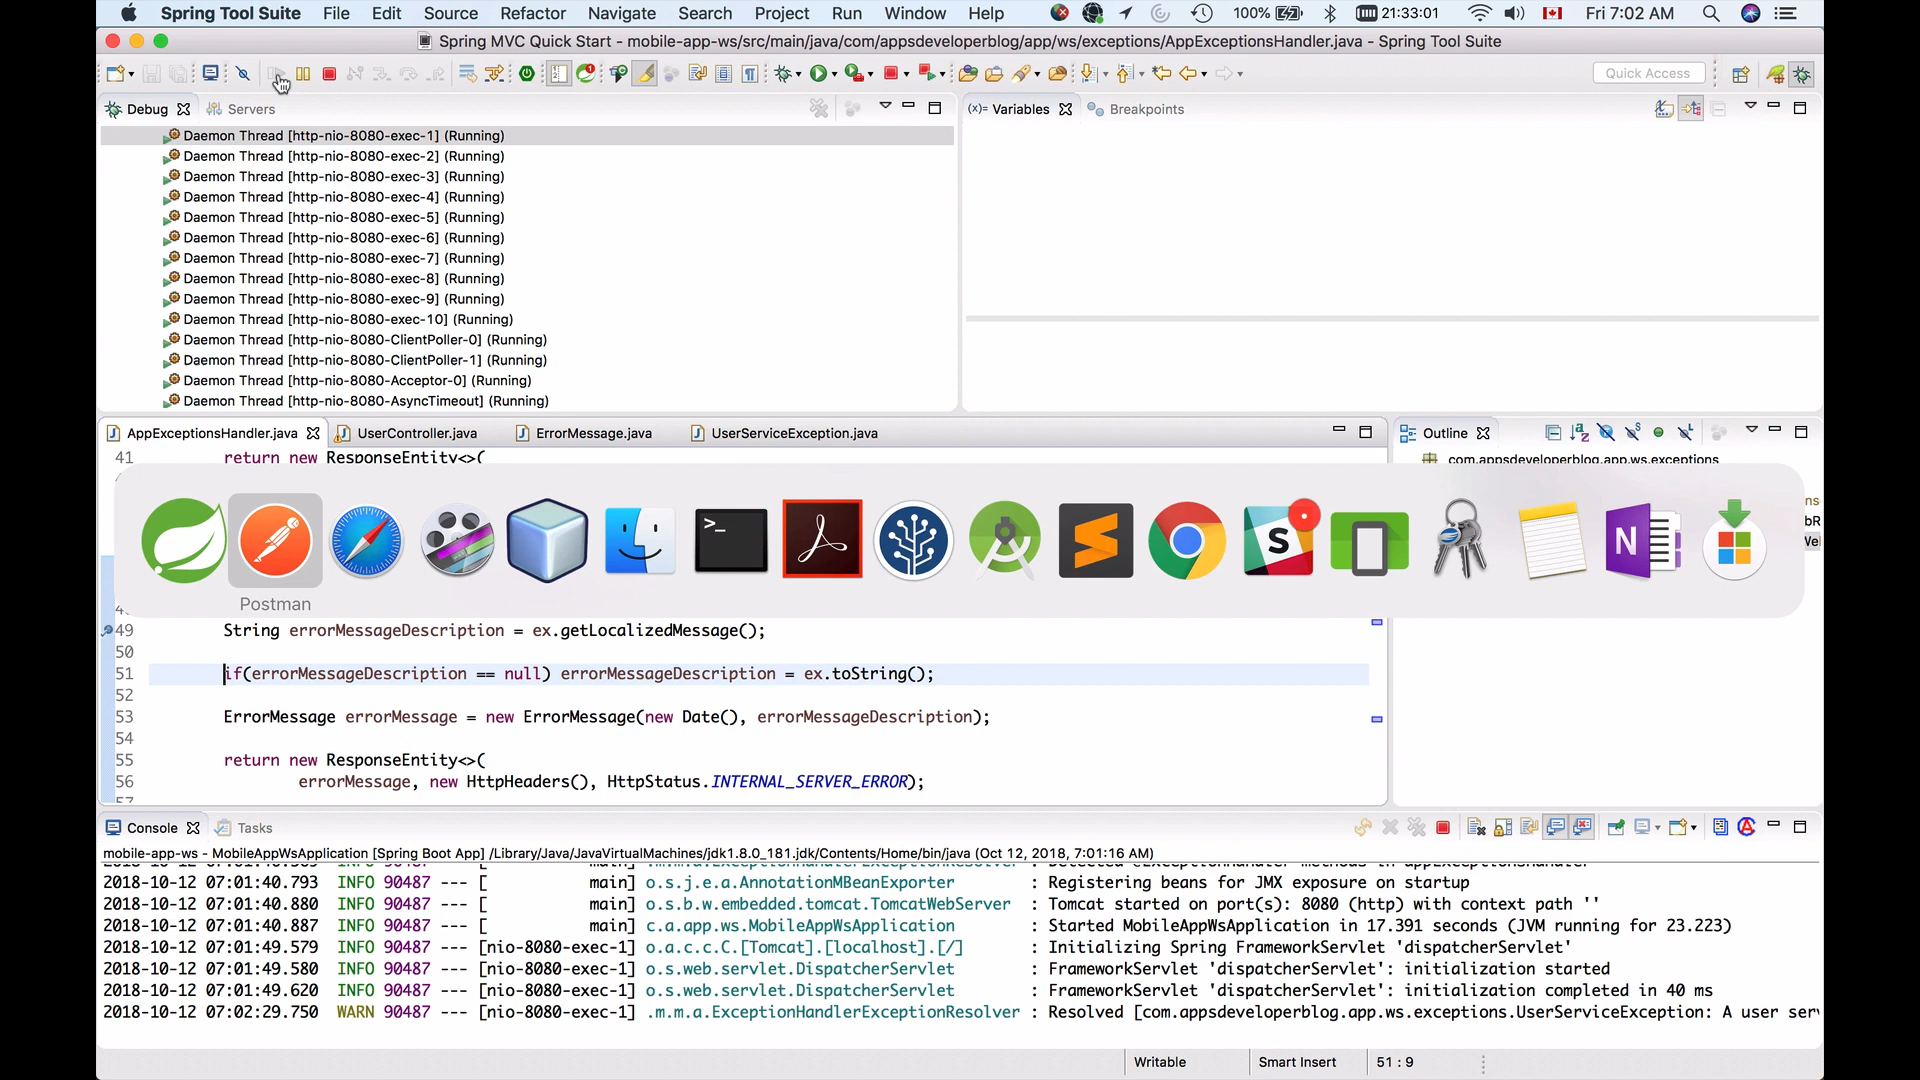 Spring Tool Suite File Edit Source Refactor Navigate Search Project Run Window Help 100% 21:33:01 Fri 7:02 AM
Spring MVC Quick Start - mobile-app-ws/src/main/java/com/appsdeveloperblog/app/ws/exceptions/AppExceptionsHandler.java - Spring Tool Suite
Quick Access
Debug Servers
(x)= Variables Breakpoints
Daemon Thread [http-nio-8080-exec-1] (Running)
Daemon Thread [http-nio-8080-exec-2] (Running)
Daemon Thread [http-nio-8080-exec-3] (Running)
Daemon Thread [http-nio-8080-exec-4] (Running)
Daemon Thread [http-nio-8080-exec-5] (Running)
Daemon Thread [http-nio-8080-exec-6] (Running)
Daemon Thread [http-nio-8080-exec-7] (Running)
Daemon Thread [http-nio-8080-exec-8] (Running)
Daemon Thread [http-nio-8080-exec-9] (Running)
Daemon Thread [http-nio-8080-exec-10] (Running)
Daemon Thread [http-nio-8080-ClientPoller-0] (Running)
Daemon Thread [http-nio-8080-ClientPoller-1] (Running)
Daemon Thread [http-nio-8080-Acceptor-0] (Running)
Daemon Thread [http-nio-8080-AsyncTimeout] (Running)
AppExceptionsHandler.java UserController.java ErrorMessage.java UserServiceException.java
Outline
com.appsdeveloperblog.app.ws.exceptions
41 return new ResponseEntity<>(
Postman
49 String errorMessageDescription = ex.getLocalizedMessage();
50
51 if(errorMessageDescription == null) errorMessageDescription = ex.toString();
52
53 ErrorMessage errorMessage = new ErrorMessage(new Date(), errorMessageDescription);
54
55 return new ResponseEntity<>(
56 errorMessage, new HttpHeaders(), HttpStatus.INTERNAL_SERVER_ERROR);
57
Console Tasks
mobile-app-ws - MobileAppWsApplication [Spring Boot App] /Library/Java/JavaVirtualMachines/jdk1.8.0_181.jdk/Contents/Home/bin/java (Oct 12, 2018, 7:01:16 AM)
2018-10-12 07:01:40.793 INFO 90487 --- [ main] o.s.j.e.a.AnnotationMBeanExporter : Registering beans for JMX exposure on startup
2018-10-12 07:01:40.880 INFO 90487 --- [ main] o.s.b.w.embedded.tomcat.TomcatWebServer : Tomcat started on port(s): 8080 (http) with context path ''
2018-10-12 07:01:40.887 INFO 90487 --- [ main] c.a.app.ws.MobileAppWsApplication : Started MobileAppWsApplication in 17.391 seconds (JVM running for 23.223)
2018-10-12 07:01:49.579 INFO 90487 --- [nio-8080-exec-1] o.a.c.c.C.[Tomcat].[localhost].[/] : Initializing Spring FrameworkServlet 'dispatcherServlet'
2018-10-12 07:01:49.580 INFO 90487 --- [nio-8080-exec-1] o.s.web.servlet.DispatcherServlet : FrameworkServlet 'dispatcherServlet': initialization started
2018-10-12 07:01:49.620 INFO 90487 --- [nio-8080-exec-1] o.s.web.servlet.DispatcherServlet : FrameworkServlet 'dispatcherServlet': initialization completed in 40 ms
2018-10-12 07:02:29.750 WARN 90487 --- [nio-8080-exec-1] .m.m.a.ExceptionHandlerExceptionResolver : Resolved [com.appsdeveloperblog.app.ws.exceptions.UserServiceException: A user serv
Writable Smart Insert 51 : 9